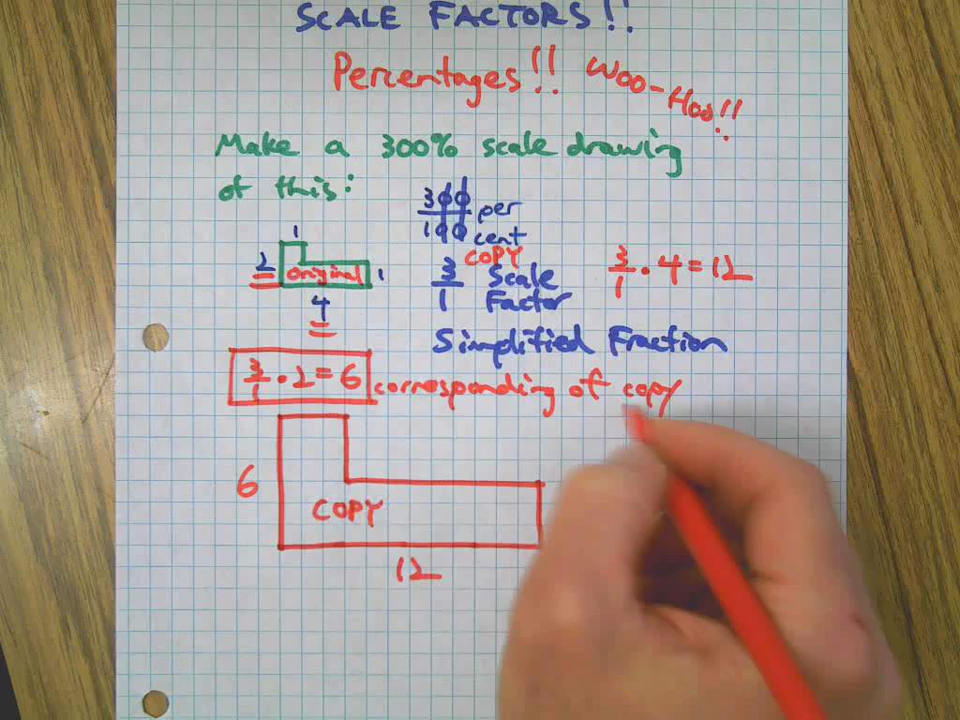 SCALE FACTORS!!
Percentages!! Woo-Hoo!!
Make a 300% scale drawing
of this:
300/100 per cent
1
2
original
1
4
COPY
3/1 Scale
Factor
3/1 · 4 = 12
Simplified Fraction
3/1 · 2 = 6 corresponding of copy
6
COPY
12